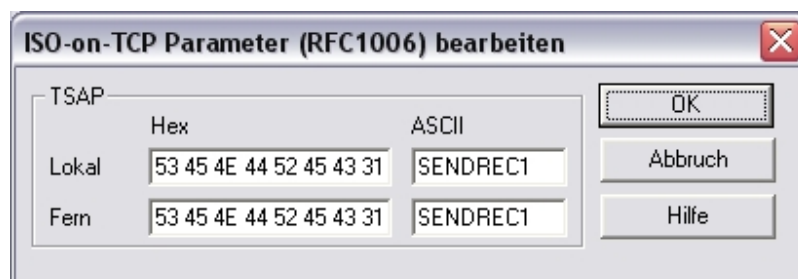 ISO-on-TCP Parameter (RFC1006) bearbeiten
TSAP
Hex ASCII
Lokal 53 45 4E 44 52 45 43 31 SENDREC1
Fern 53 45 4E 44 52 45 43 31 SENDREC1
OK
Abbruch
Hilfe